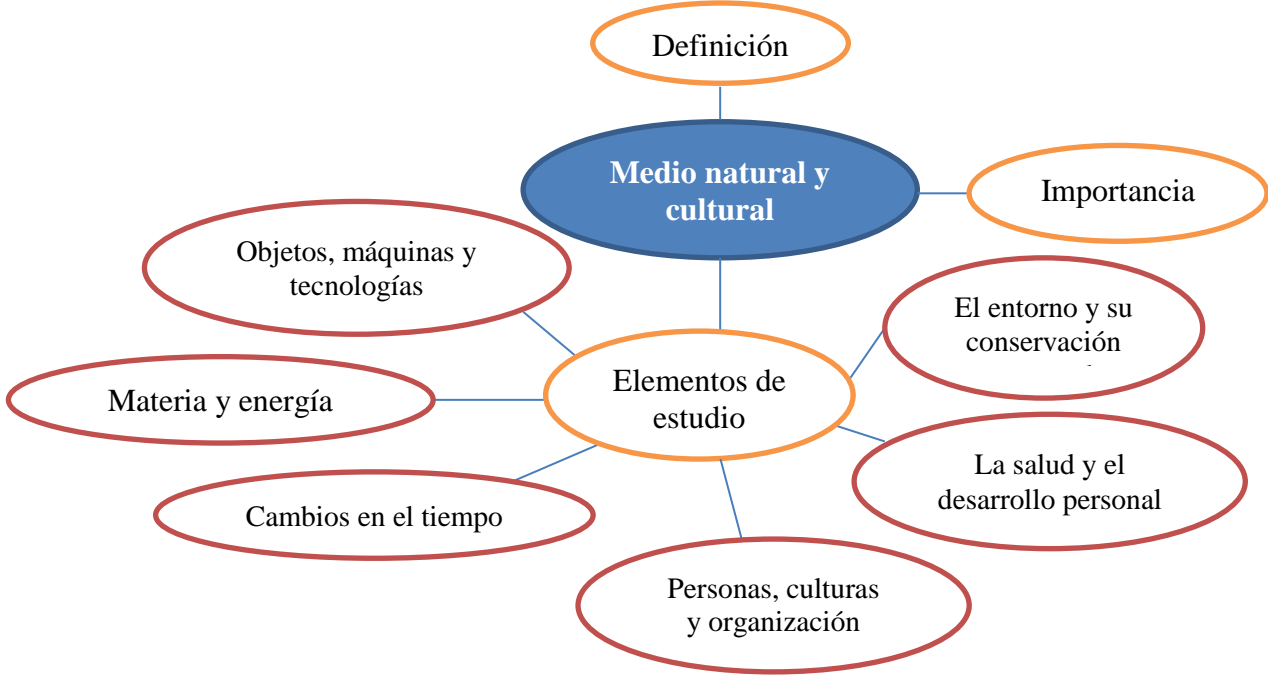 Definición
Medio natural y
cultural
Importancia
Objetos, máquinas y
tecnologías
El entorno y su
conservación
Elementos de
estudio
Materia y energía
La salud y el
desarrollo personal
Cambios en el tiempo
Personas, culturas
y organización